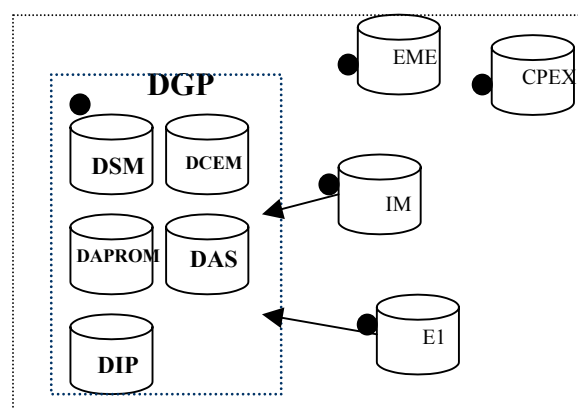 EME
CPEX
DGP
DSM
DCEM
IM
DAPROM
DAS
E1
DIP